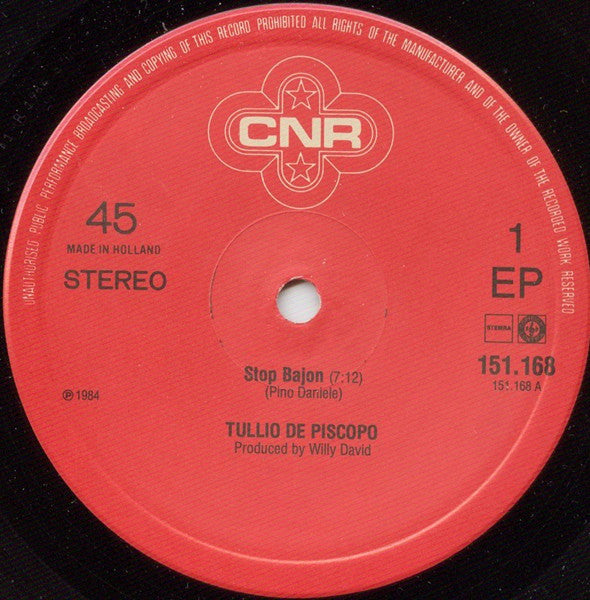 UNAUTHORISED PUBLIC PERFORMANCE BROADCASTING AND COPYING OF THIS RECORD PROHIBITED ALL RIGHTS OF THE MANUFACTURER AND OF THE OWNER OF THE RECORDED WORK RESERVED
CNR
45
MADE IN HOLLAND
STEREO
1
EP
STEMRA
151.168
151.168 A
Stop Bajon (7:12)
(Pino Daniele)
℗ 1984
TULLIO DE PISCOPO
Produced by Willy David